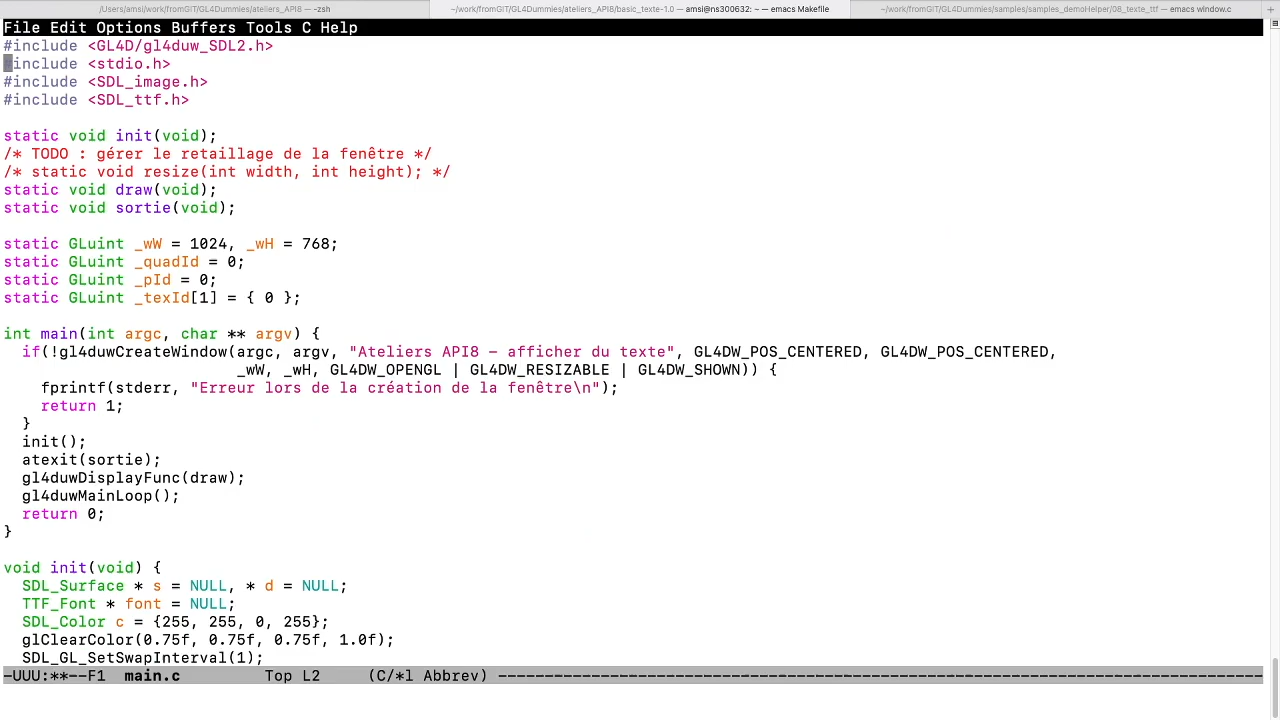 /Users/amsi/work/fromGIT/GL4Dummies/ateliers_API8 — -zsh
~/work/fromGIT/GL4Dummies/ateliers_API8/basic_texte-1.0 — amsi@ns300632: ~ — emacs Makefile
~/work/fromGIT/GL4Dummies/samples/samples_demoHelper/08_texte_ttf — emacs window.c
+
File Edit Options Buffers Tools C Help
#include <GL4D/gl4duw_SDL2.h>
#include <stdio.h>
#include <SDL_image.h>
#include <SDL_ttf.h>
static void init(void);
/* TODO : gérer le retaillage de la fenêtre */
/* static void resize(int width, int height); */
static void draw(void);
static void sortie(void);
static GLuint _wW = 1024, _wH = 768;
static GLuint _quadId = 0;
static GLuint _pId = 0;
static GLuint _texId[1] = { 0 };
int main(int argc, char ** argv) {
  if(!gl4duwCreateWindow(argc, argv, "Ateliers API8 - afficher du texte", GL4DW_POS_CENTERED, GL4DW_POS_CENTERED,
                         _wW, _wH, GL4DW_OPENGL | GL4DW_RESIZABLE | GL4DW_SHOWN)) {
    fprintf(stderr, "Erreur lors de la création de la fenêtre\n");
    return 1;
  }
  init();
  atexit(sortie);
  gl4duwDisplayFunc(draw);
  gl4duwMainLoop();
  return 0;
}
void init(void) {
  SDL_Surface * s = NULL, * d = NULL;
  TTF_Font * font = NULL;
  SDL_Color c = {255, 255, 0, 255};
  glClearColor(0.75f, 0.75f, 0.75f, 1.0f);
  SDL_GL_SetSwapInterval(1);
-UUU:**--F1  main.c         Top L2     (C/*l Abbrev) ----------------------------------------------------------------------------------